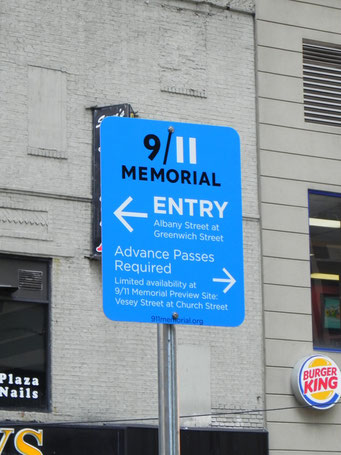 9/11
MEMORIAL
ENTRY
Albany Street at
Greenwich Street
Advance Passes
Required
Limited availability at
9/11 Memorial Preview Site:
Vesey Street at Church Street
911memorial.org
Plaza
Nails
BURGER
KING